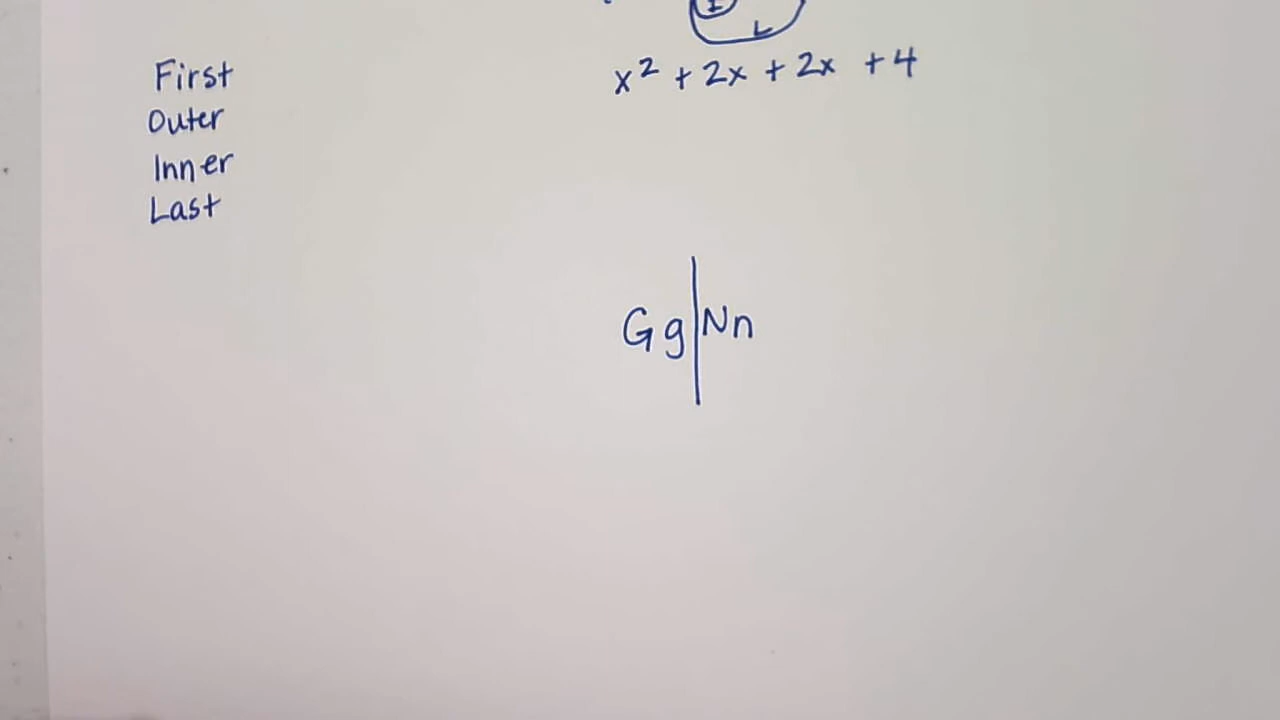 I
L
First
x² + 2x + 2x + 4
Outer
Inner
Last
Gg|Nn